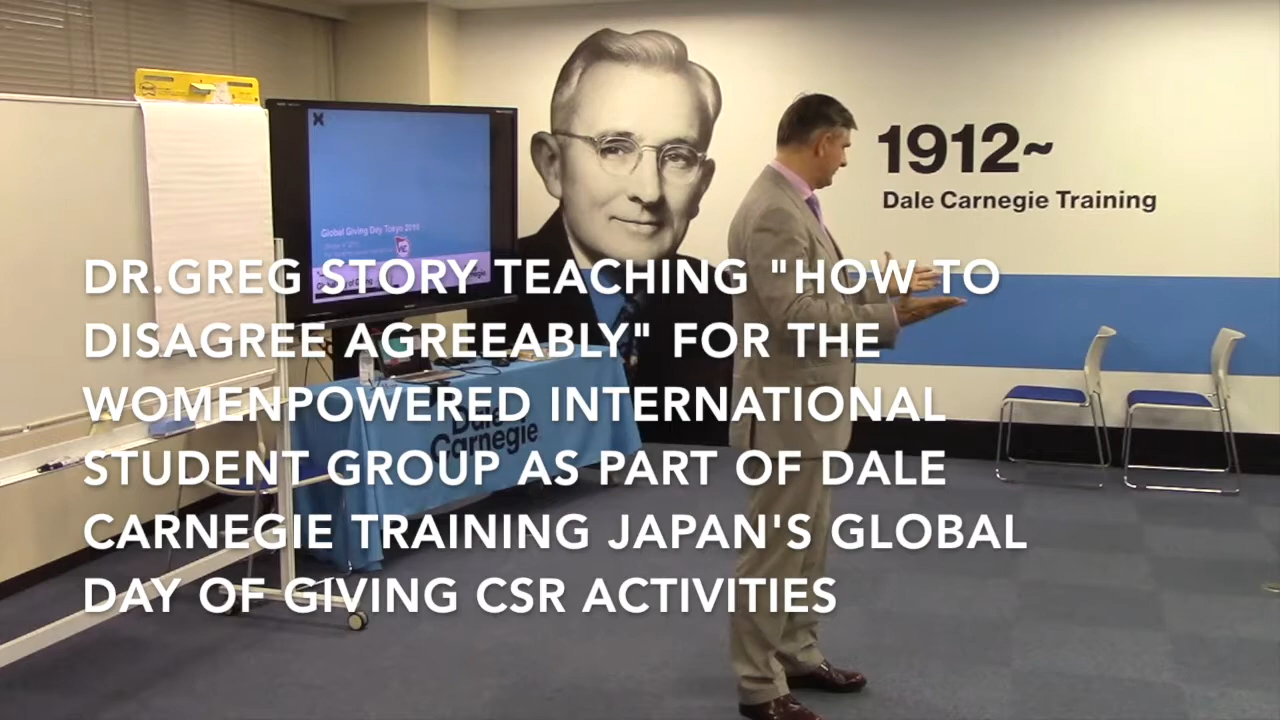 1912~
Dale Carnegie Training
Global Giving Day Tokyo
DR.GREG STORY TEACHING "HOW TO
DISAGREE AGREEABLY" FOR THE
WOMENPOWERED INTERNATIONAL
STUDENT GROUP AS PART OF DALE
CARNEGIE TRAINING JAPAN'S GLOBAL
DAY OF GIVING CSR ACTIVITIES
Dale
Carnegie